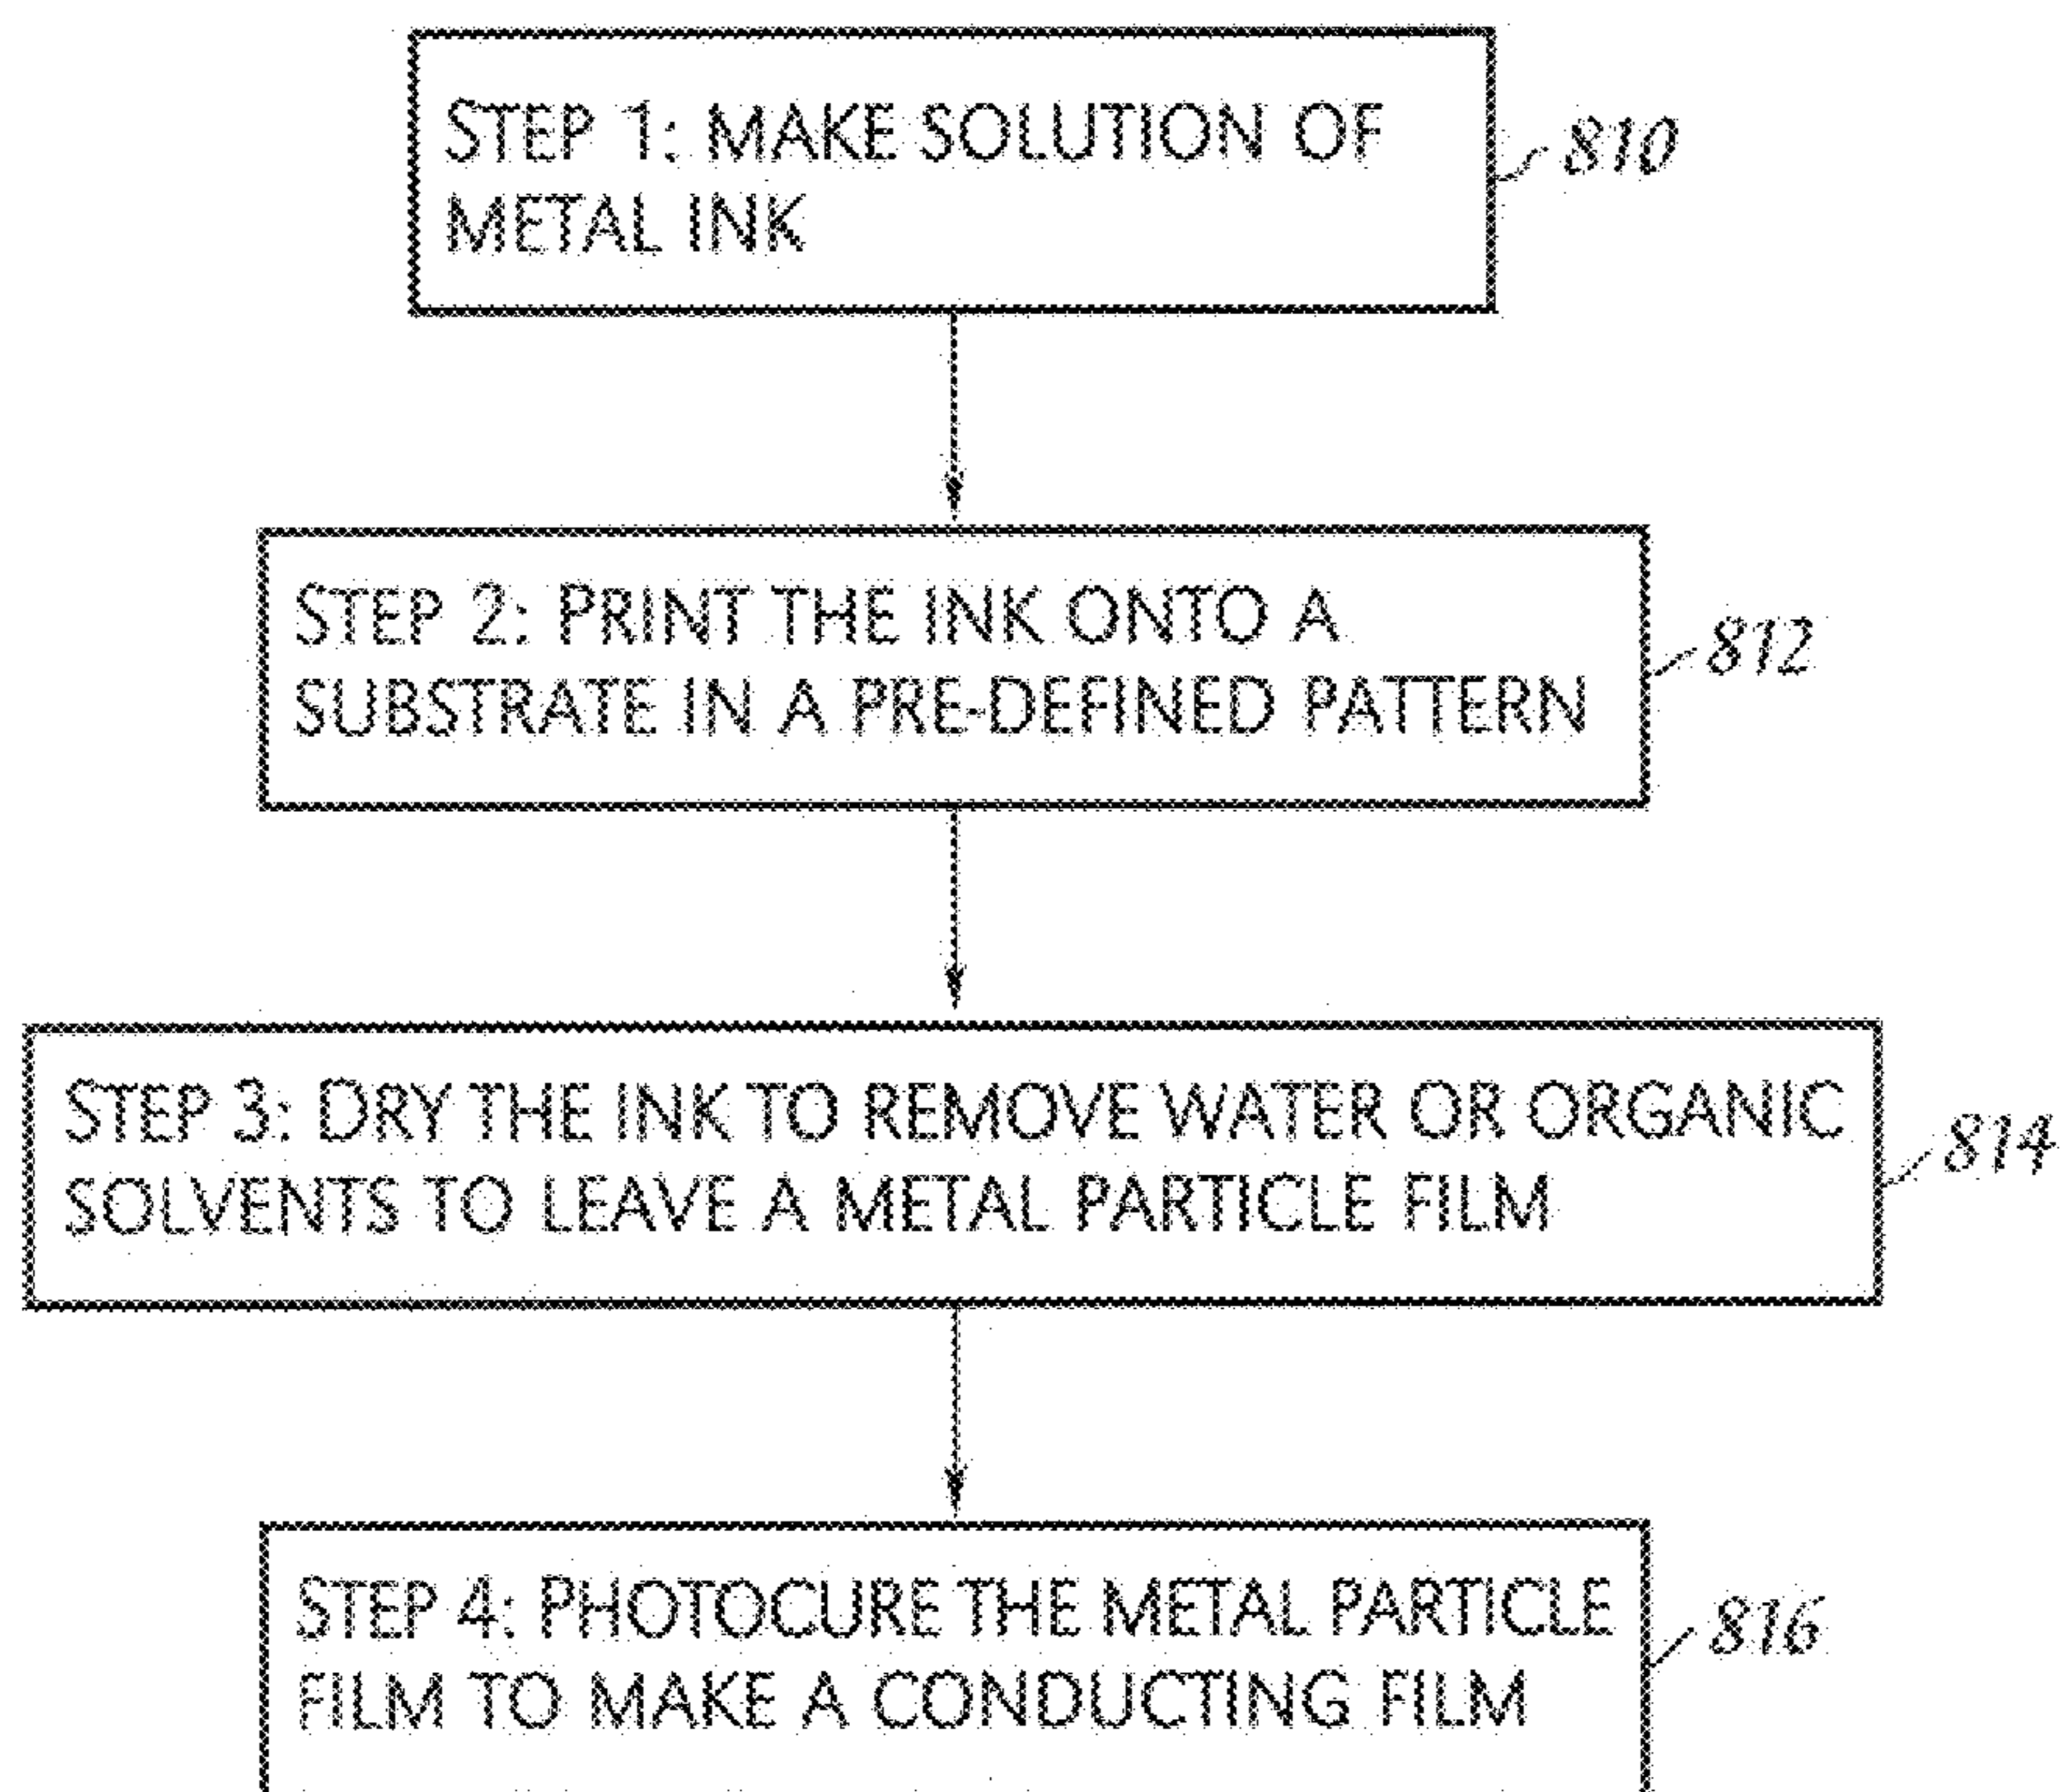 STEP 1: MAKE SOLUTION OF
METAL INK
810
STEP 2: PRINT THE INK ONTO A
SUBSTRATE IN A PRE-DEFINED PATTERN
812
STEP 3: DRY THE INK TO REMOVE WATER OR ORGANIC
SOLVENTS TO LEAVE A METAL PARTICLE FILM
814
STEP 4: PHOTOCURE THE METAL PARTICLE
FILM TO MAKE A CONDUCTING FILM
816